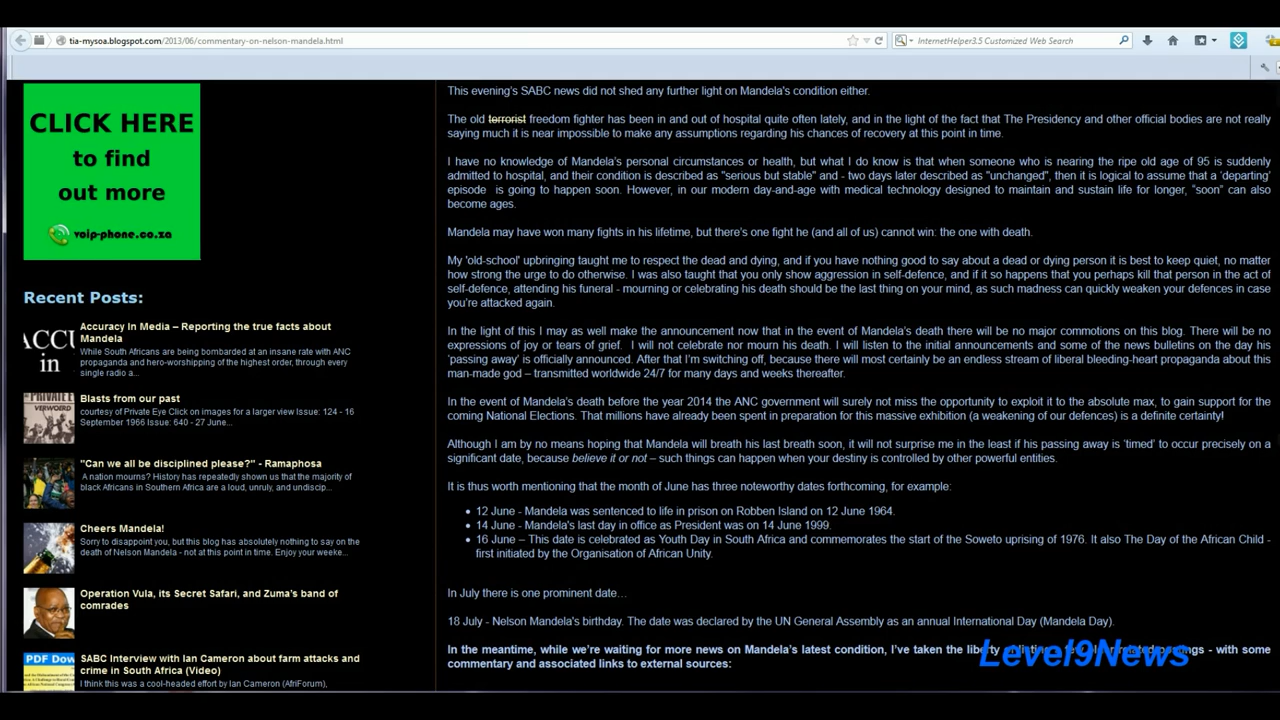 tia-mysoa.blogspot.com/2013/06/commentary-on-nelson-mandela.html
InternetHelper3.5 Customized Web Search
CLICK HERE
to find
out more
voip-phone.co.za
Recent Posts:
Accuracy In Media – Reporting the true facts about
Mandela
While South Africans are being bombarded at an insane rate with ANC
propaganda and hero-worshipping of the highest order, through every
single radio a...
ACCU
in
Blasts from our past
courtesy of Private Eye Click on images for a larger view Issue: 124 - 16
September 1966 Issue: 640 - 27 June...
PRIVATE E
VERWOERD
"Can we all be disciplined please?" - Ramaphosa
A nation mourns? History has repeatedly shown us that the majority of
black Africans in Southern Africa are a loud, unruly, and undiscip...
Cheers Mandela!
Sorry to disappoint you, but this blog has absolutely nothing to say on the
death of Nelson Mandela - not at this point in time. Enjoy your weeke...
Operation Vula, its Secret Safari, and Zuma's band of
comrades
SABC Interview with Ian Cameron about farm attacks and
crime in South Africa (Video)
I think this was a cool-headed effort by Ian Cameron (AfriForum),
PDF Dow
This evening's SABC news did not shed any further light on Mandela's condition either.
The old terrorist freedom fighter has been in and out of hospital quite often lately, and in the light of the fact that The Presidency and other official bodies are not really
saying much it is near impossible to make any assumptions regarding his chances of recovery at this point in time.
I have no knowledge of Mandela's personal circumstances or health, but what I do know is that when someone who is nearing the ripe old age of 95 is suddenly
admitted to hospital, and their condition is described as "serious but stable" and - two days later described as "unchanged", then it is logical to assume that a 'departing'
episode is going to happen soon. However, in our modern day-and-age with medical technology designed to maintain and sustain life for longer, "soon" can also
become ages.
Mandela may have won many fights in his lifetime, but there's one fight he (and all of us) cannot win: the one with death.
My 'old-school' upbringing taught me to respect the dead and dying, and if you have nothing good to say about a dead or dying person it is best to keep quiet, no matter
how strong the urge to do otherwise. I was also taught that you only show aggression in self-defence, and if it so happens that you perhaps kill that person in the act of
self-defence, attending his funeral - mourning or celebrating his death should be the last thing on your mind, as such madness can quickly weaken your defences in case
you're attacked again.
In the light of this I may as well make the announcement now that in the event of Mandela's death there will be no major commotions on this blog. There will be no
expressions of joy or tears of grief. I will not celebrate nor mourn his death. I will listen to the initial announcements and some of the news bulletins on the day his
'passing away' is officially announced. After that I'm switching off, because there will most certainly be an endless stream of liberal bleeding-heart propaganda about this
man-made god – transmitted worldwide 24/7 for many days and weeks thereafter.
In the event of Mandela's death before the year 2014 the ANC government will surely not miss the opportunity to exploit it to the absolute max, to gain support for the
coming National Elections. That millions have already been spent in preparation for this massive exhibition (a weakening of our defences) is a definite certainty!
Although I am by no means hoping that Mandela will breath his last breath soon, it will not surprise me in the least if his passing away is 'timed' to occur precisely on a
significant date, because believe it or not – such things can happen when your destiny is controlled by other powerful entities.
It is thus worth mentioning that the month of June has three noteworthy dates forthcoming, for example:
• 12 June - Mandela was sentenced to life in prison on Robben Island on 12 June 1964.
• 14 June - Mandela's last day in office as President was on 14 June 1999.
• 16 June – This date is celebrated as Youth Day in South Africa and commemorates the start of the Soweto uprising of 1976. It also The Day of the African Child -
first initiated by the Organisation of African Unity.
In July there is one prominent date…
18 July - Nelson Mandela's birthday. The date was declared by the UN General Assembly as an annual International Day (Mandela Day).
In the meantime, while we're waiting for more news on Mandela's latest condition, I've taken the liberty - with some
commentary and associated links to external sources:
Level9News